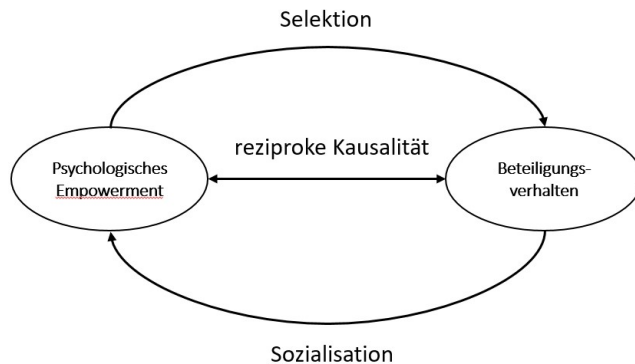 Selektion
reziproke Kausalität
Psychologisches
Empowerment
Beteiligungs-
verhalten
Sozialisation